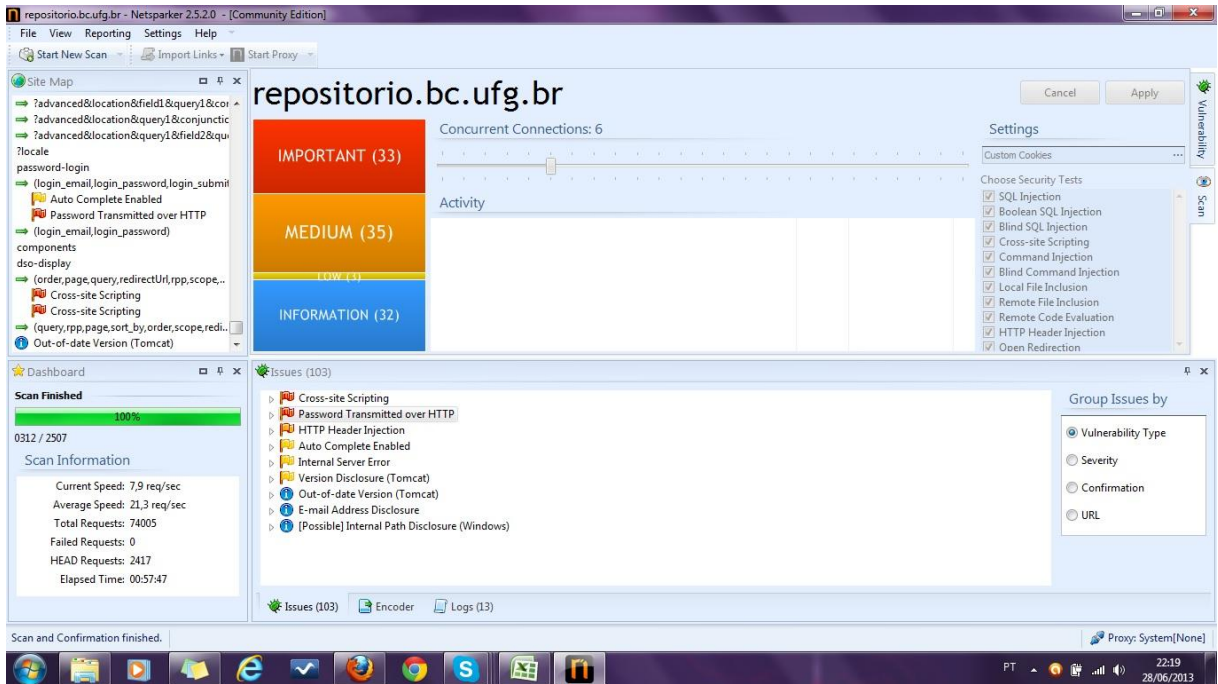 repositorio.bc.ufg.br - Netsparker 2.5.2.0 - [Community Edition]
File View Reporting Settings Help
Start New Scan Import Links Start Proxy
Site Map
?advanced&location&field1&query1&cor
?advanced&location&query1&conjunctic
?advanced&location&query1&field2&qu
?locale
password-login
(login_email,login_password,login_submit
Auto Complete Enabled
Password Transmitted over HTTP
(login_email,login_password)
components
dso-display
(order,page,query,redirectUrl,rpp,scope,..
Cross-site Scripting
Cross-site Scripting
(query,rpp,page,sort_by,order,scope,redi..
Out-of-date Version (Tomcat)
repositorio.bc.ufg.br
Cancel Apply
IMPORTANT (33)
MEDIUM (35)
LOW (3)
INFORMATION (32)
Concurrent Connections: 6
Activity
Settings
Custom Cookies ...
Choose Security Tests
SQL Injection
Boolean SQL Injection
Blind SQL Injection
Cross-site Scripting
Command Injection
Blind Command Injection
Local File Inclusion
Remote File Inclusion
Remote Code Evaluation
HTTP Header Injection
Open Redirection
Vulnerability
Scan
Dashboard
Scan Finished
100%
0312 / 2507
Scan Information
Current Speed: 7,9 req/sec
Average Speed: 21,3 req/sec
Total Requests: 74005
Failed Requests: 0
HEAD Requests: 2417
Elapsed Time: 00:57:47
Issues (103)
Cross-site Scripting
Password Transmitted over HTTP
HTTP Header Injection
Auto Complete Enabled
Internal Server Error
Version Disclosure (Tomcat)
Out-of-date Version (Tomcat)
E-mail Address Disclosure
[Possible] Internal Path Disclosure (Windows)
Group Issues by
Vulnerability Type
Severity
Confirmation
URL
Issues (103) Encoder Logs (13)
Scan and Confirmation finished.
Proxy: System[None]
PT
22:19
28/06/2013